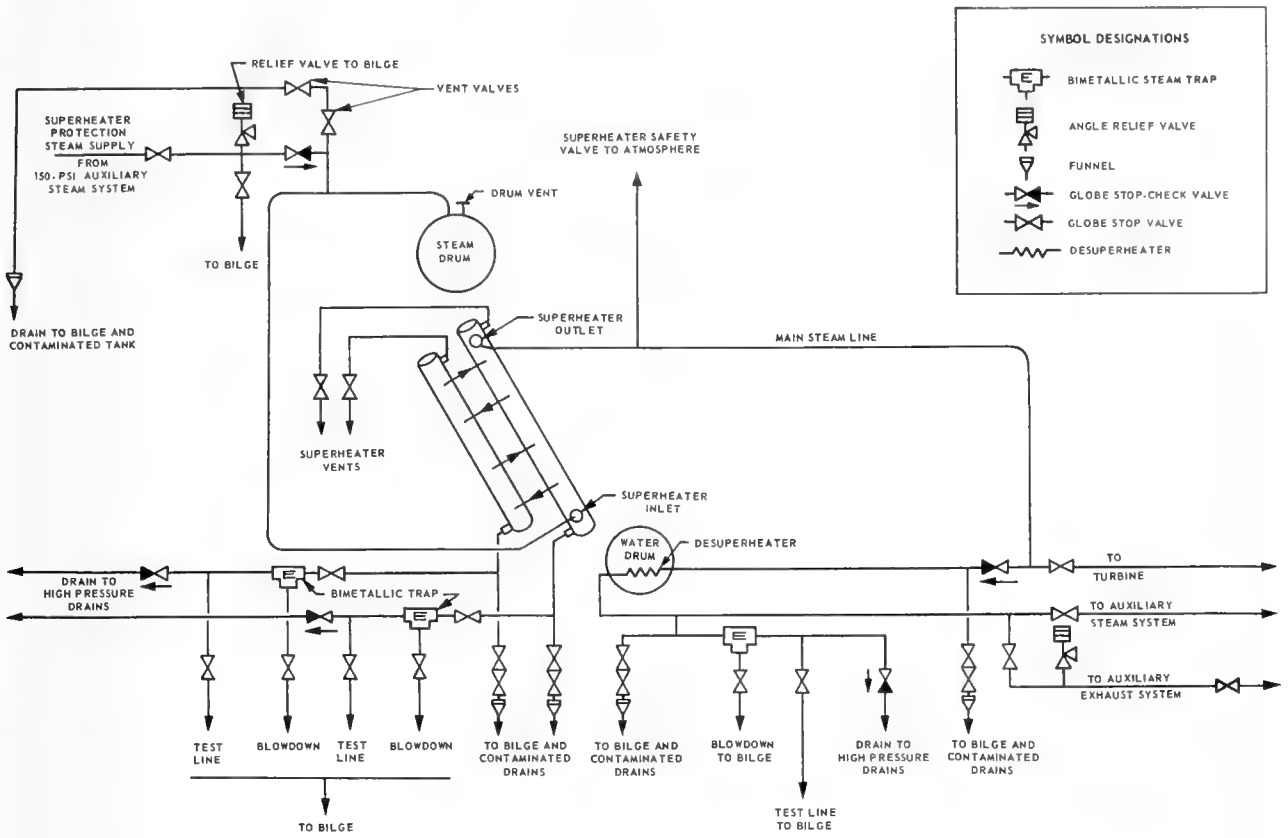 SYMBOL DESIGNATIONS
E
BIMETALLIC STEAM TRAP
ANGLE RELIEF VALVE
FUNNEL
GLOBE STOP-CHECK VALVE
GLOBE STOP VALVE
DESUPERHEATER
RELIEF VALVE TO BILGE
VENT VALVES
SUPERHEATER
PROTECTION
STEAM SUPPLY
FROM
150-PSI AUXILIARY
STEAM SYSTEM
TO BILGE
DRAIN TO BILGE AND
CONTAMINATED TANK
DRUM VENT
STEAM
DRUM
SUPERHEATER SAFETY
VALVE TO ATMOSPHERE
SUPERHEATER
OUTLET
MAIN STEAM LINE
SUPERHEATER
VENTS
SUPERHEATER
INLET
WATER
DRUM
DESUPERHEATER
TO
TURBINE
DRAIN TO
HIGH PRESSURE
DRAINS
E
BIMETALLIC TRAP
E
TO AUXILIARY
STEAM SYSTEM
E
TO AUXILIARY
EXHAUST SYSTEM
TEST
LINE
BLOWDOWN
TEST
LINE
BLOWDOWN
TO BILGE AND
CONTAMINATED
DRAINS
TO BILGE AND
CONTAMINATED
DRAINS
BLOWDOWN
TO BILGE
DRAIN TO
HIGH PRESSURE
DRAINS
TO BILGE AND
CONTAMINATED
DRAINS
TEST LINE
TO BILGE
TO BILGE